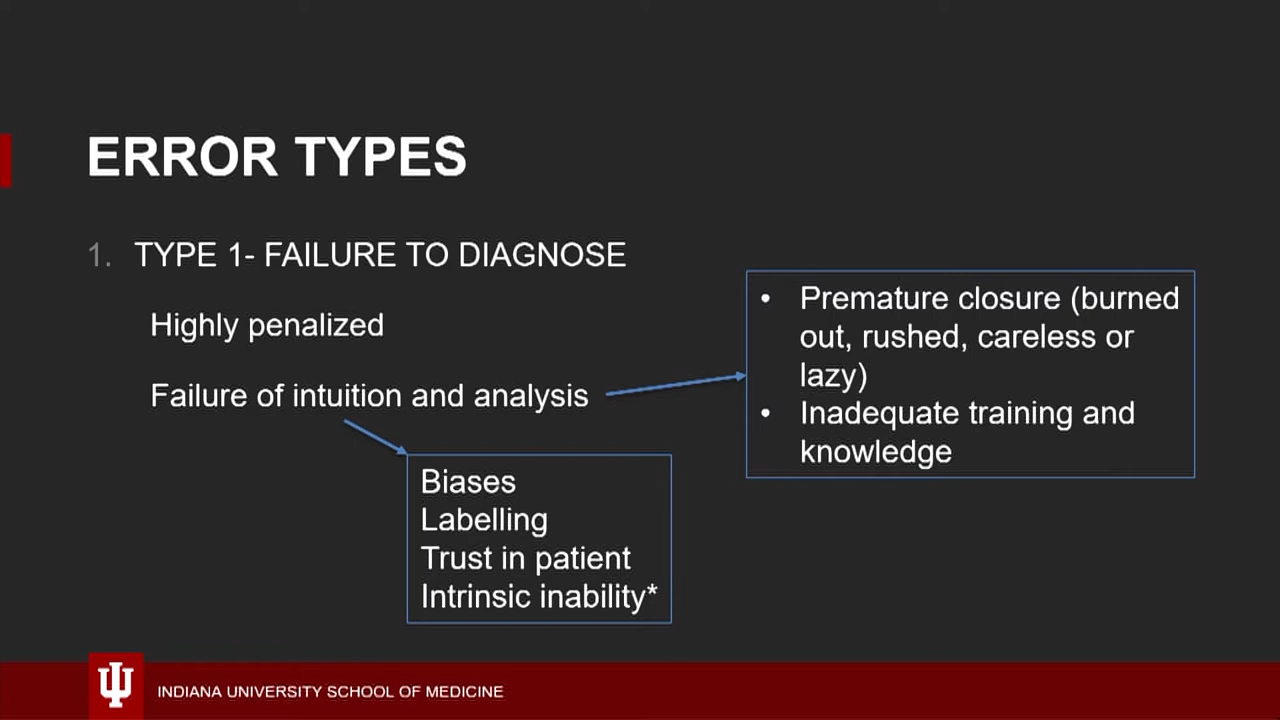 ERROR TYPES
1. TYPE 1- FAILURE TO DIAGNOSE
Highly penalized
Failure of intuition and analysis
• Premature closure (burned
out, rushed, careless or
lazy)
• Inadequate training and
knowledge
Biases
Labelling
Trust in patient
Intrinsic inability*
INDIANA UNIVERSITY SCHOOL OF MEDICINE